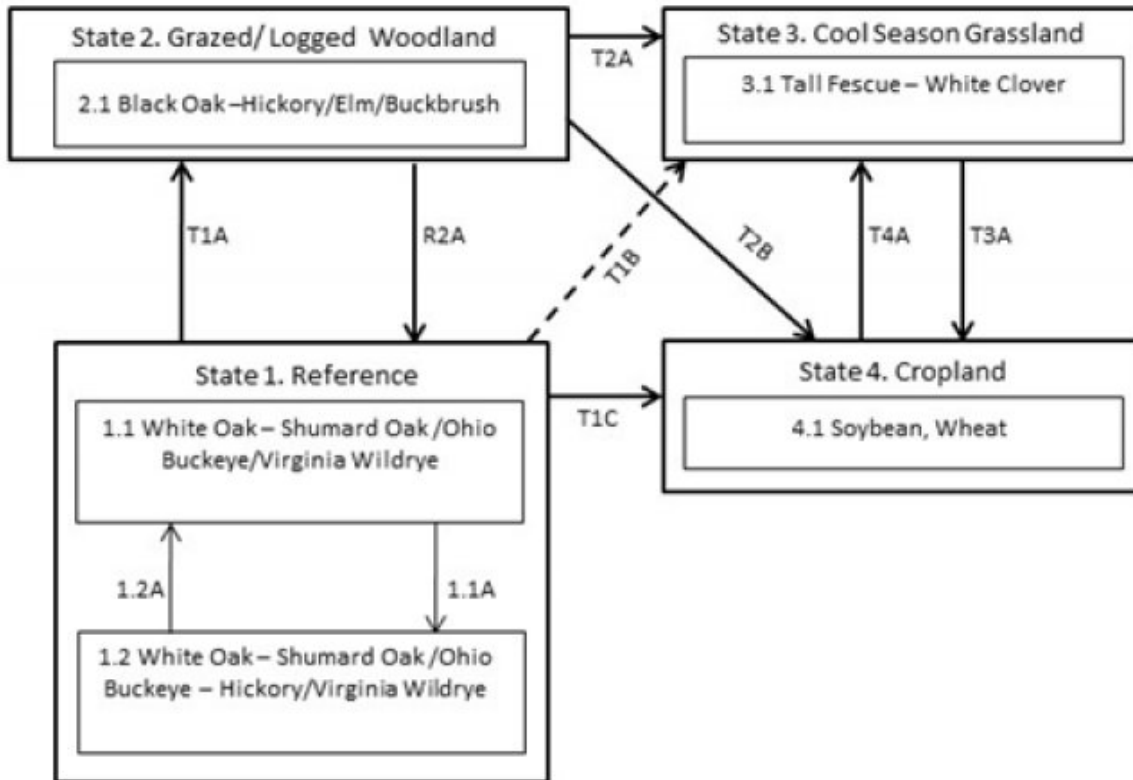 State 2. Grazed/ Logged Woodland
2.1 Black Oak –Hickory/Elm/Buckbrush
T2A
State 3. Cool Season Grassland
3.1 Tall Fescue – White Clover
T1A
R2A
T1B
T2B
T4A
T3A
State 1. Reference
1.1 White Oak – Shumard Oak /Ohio
Buckeye/Virginia Wildrye
1.2A
1.1A
1.2 White Oak – Shumard Oak /Ohio
Buckeye – Hickory/Virginia Wildrye
T1C
State 4. Cropland
4.1 Soybean, Wheat